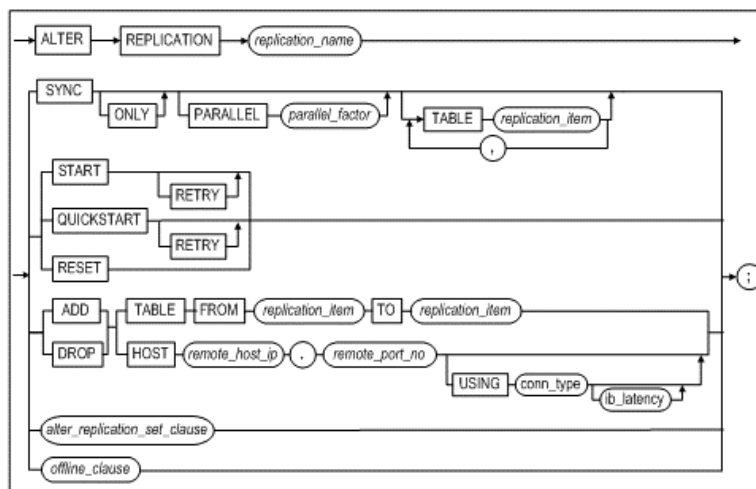 ALTER REPLICATION replication_name
SYNC
ONLY PARALLEL parallel_factor TABLE replication_item
,
START
RETRY
QUICKSTART
RETRY
RESET
;
ADD TABLE FROM replication_item TO replication_item
DROP HOST remote_host_ip . remote_port_no
USING conn_type
ib_latency
alter_replication_set_clause
offline_clause